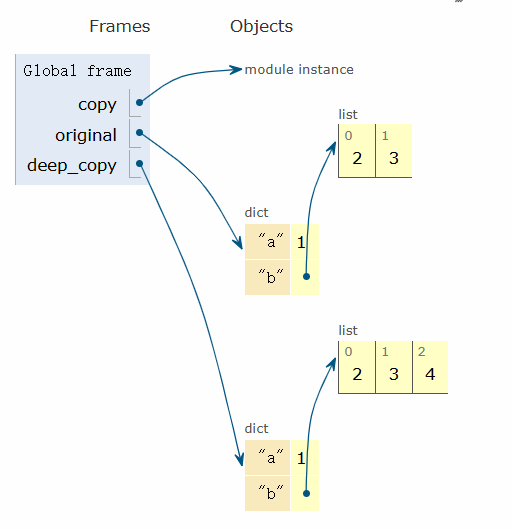 Frames Objects
Global frame
module instance
copy
original
deep_copy
list
0 1
2 3
dict
"a" 1
"b"
list
0 1 2
2 3 4
dict
"a" 1
"b"